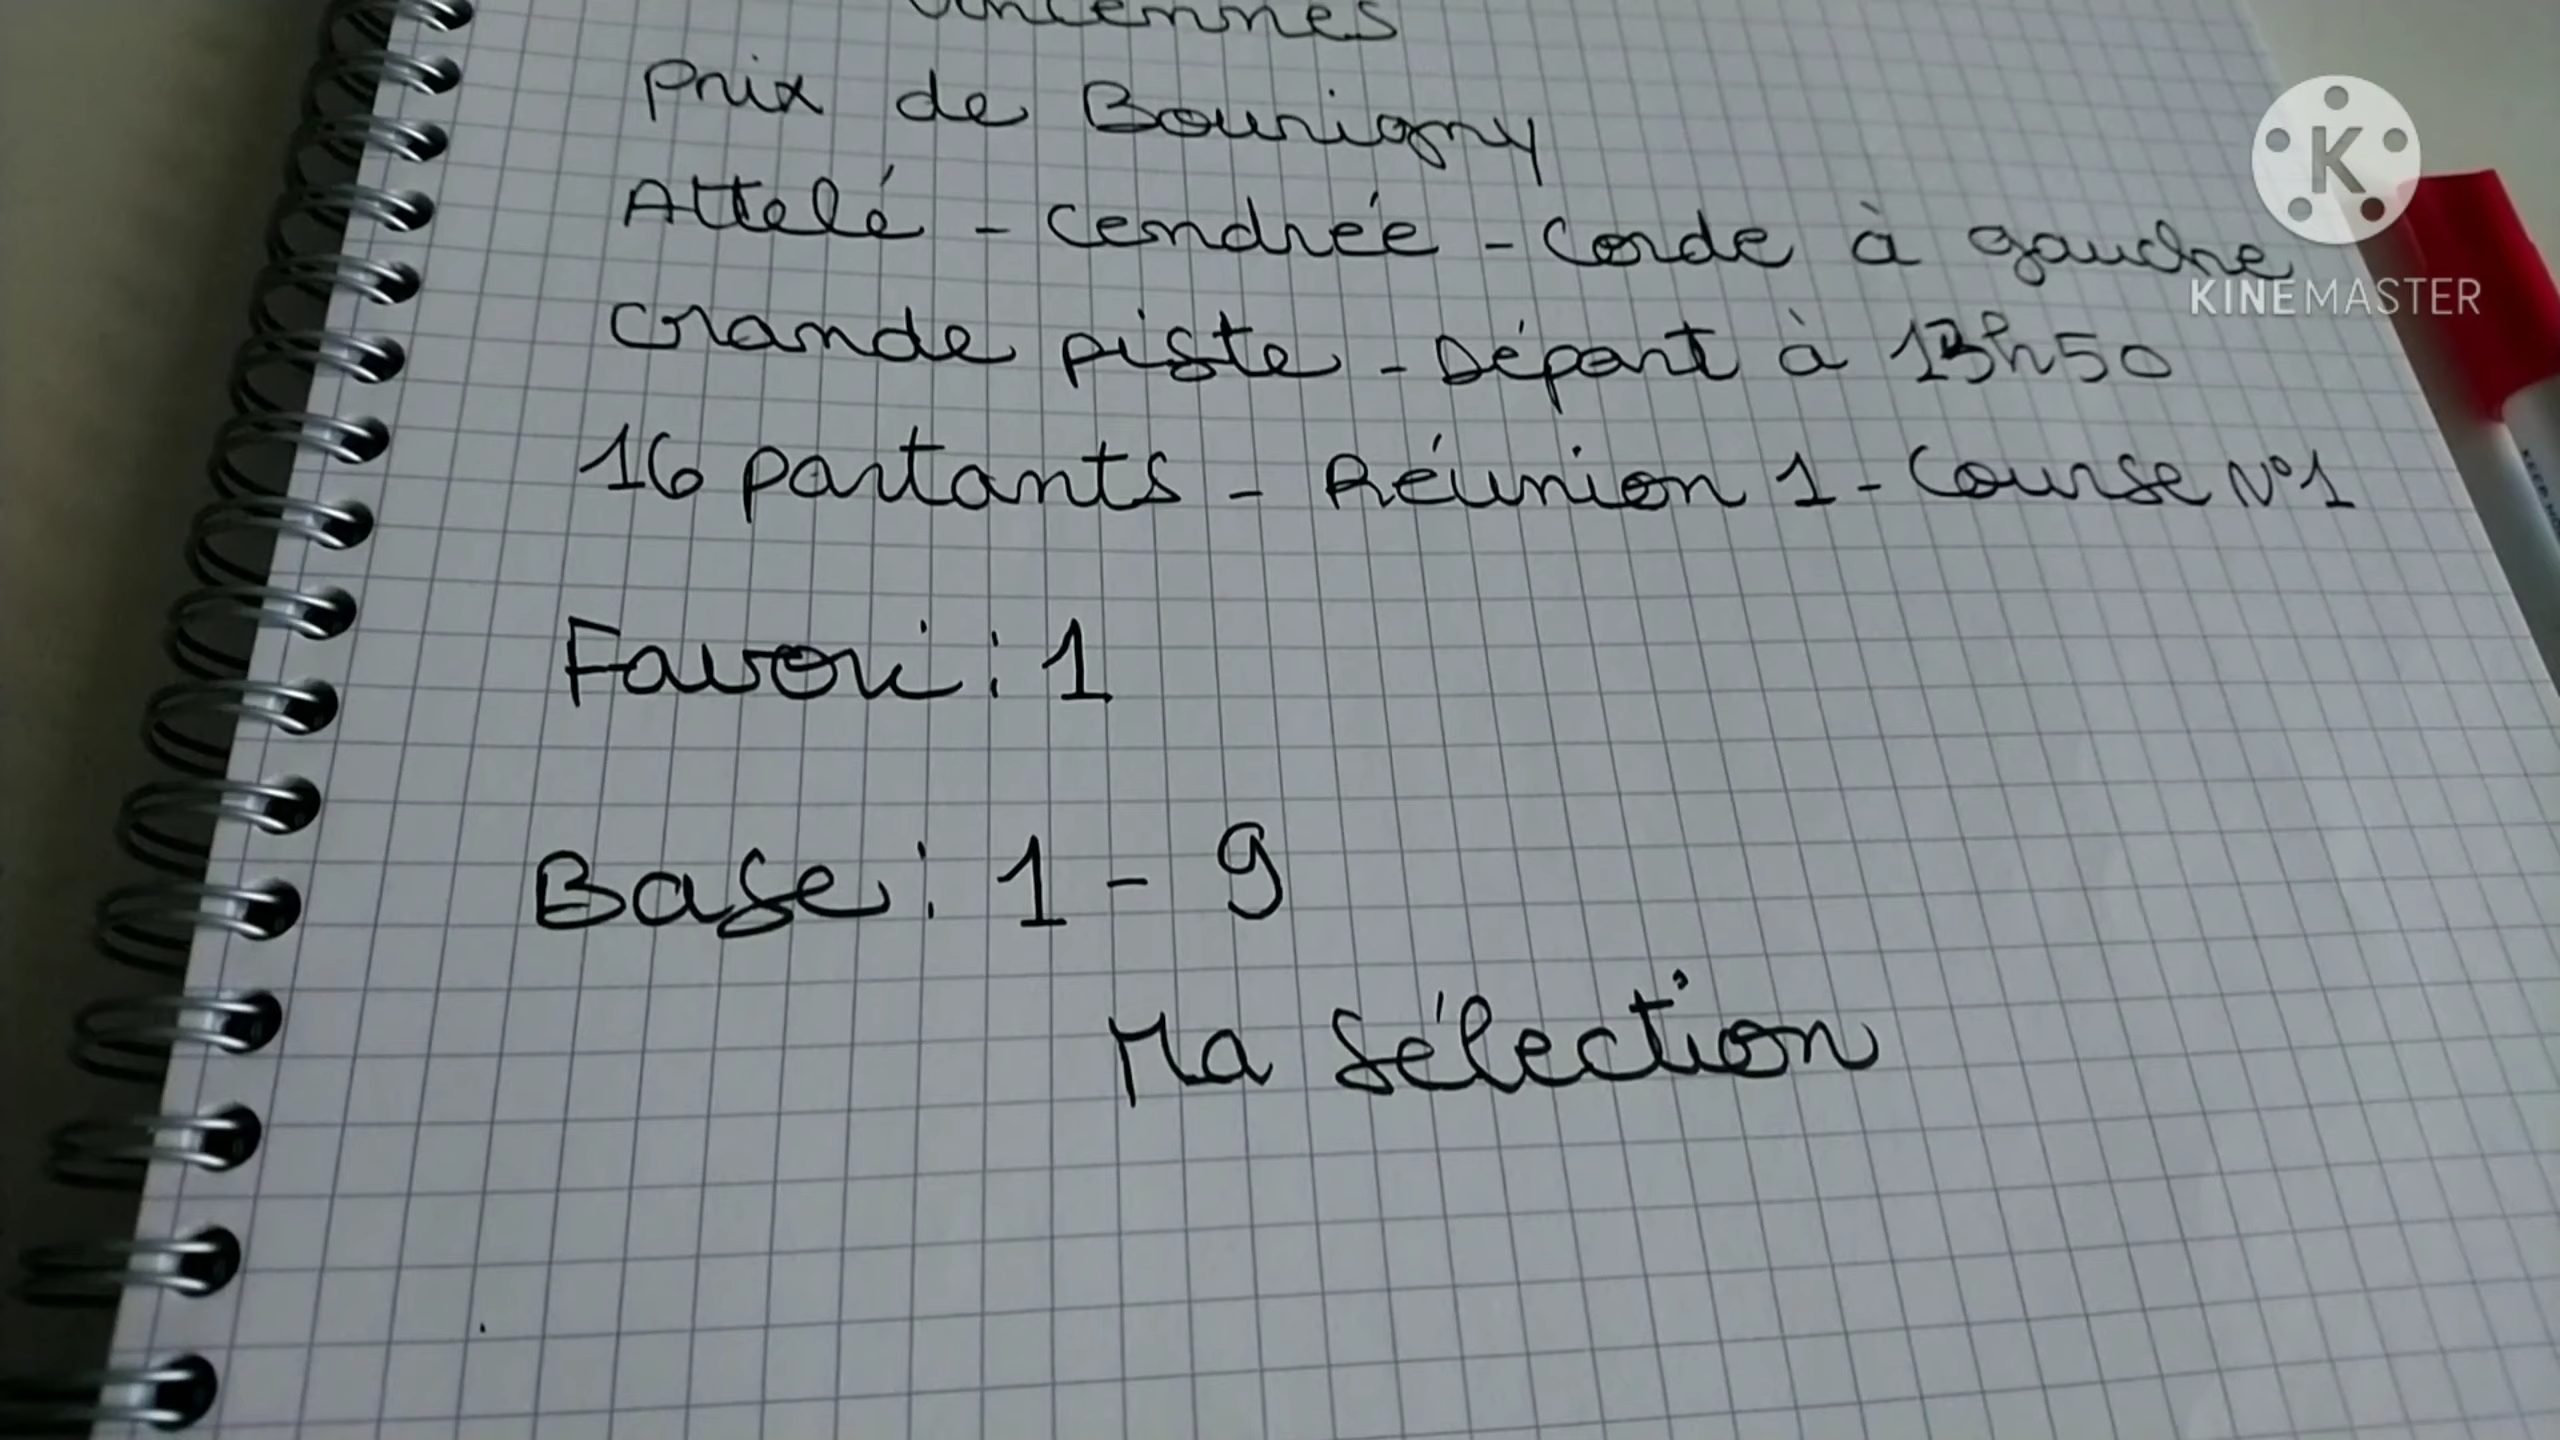 Vincennes
Prix de Bourigny
Attelé - Cendrée - Corde à gauche
Grande piste - Départ à 13h50
16 partants - Réunion 1 - Course N°1
Favori : 1
Base : 1 - 9
Ma Sélection
K
KINEMASTER